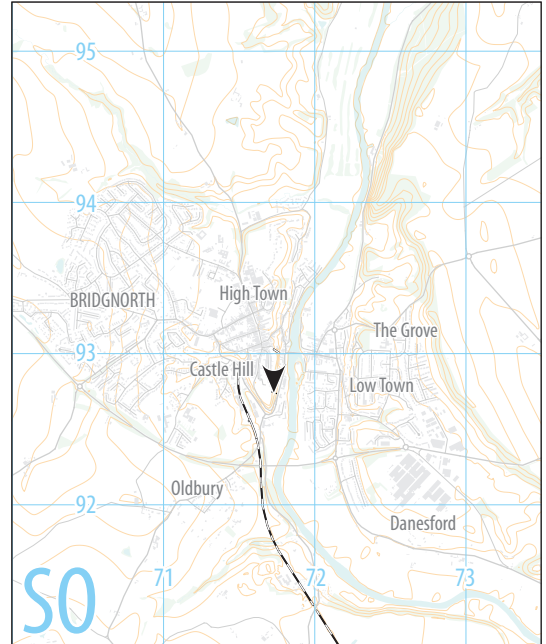 95
94
High Town
BRIDGNORTH
The Grove
93
Castle Hill
Low Town
Oldbury
92
Danesford
71
72
73
SO